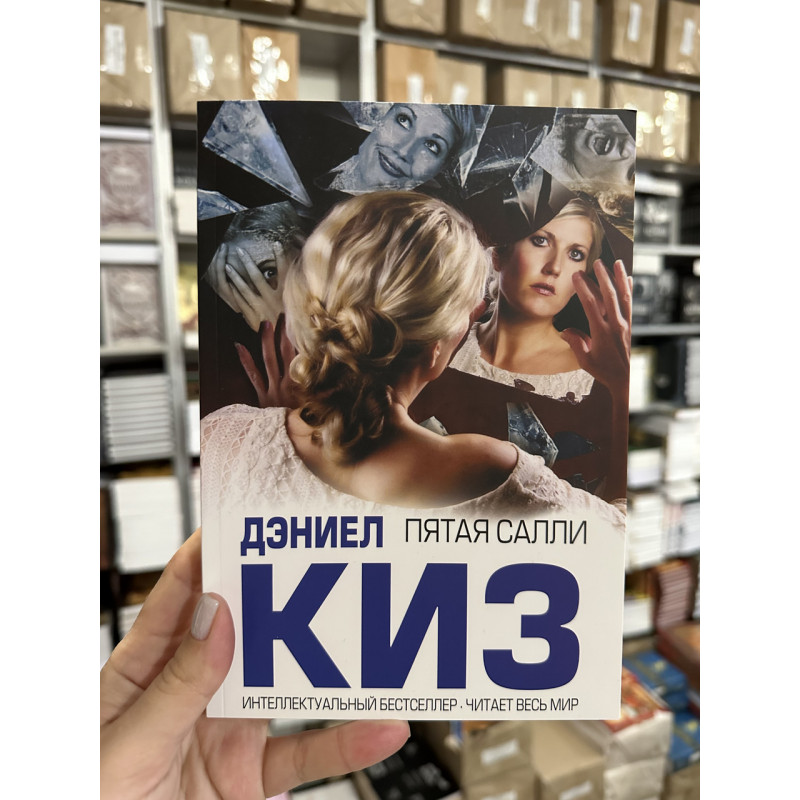 ДЭНИЕЛ ПЯТАЯ САЛЛИ
КИЗ
ИНТЕЛЛЕКТУАЛЬНЫЙ БЕСТСЕЛЛЕР · ЧИТАЕТ ВЕСЬ МИР